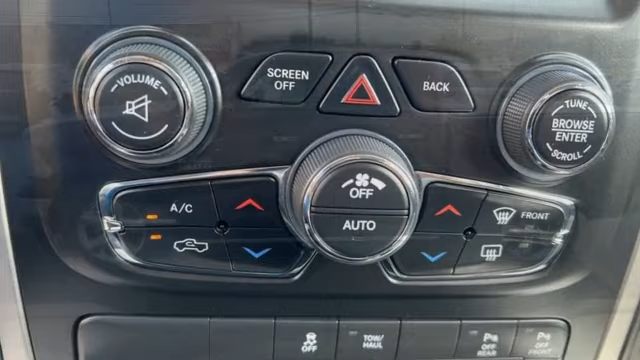 VOLUME
SCREEN
OFF
BACK
TUNE
BROWSE
ENTER
SCROLL
OFF
AUTO
A/C
FRONT
OFF
TOW/
HAUL
OFF
REAR
OFF
FRONT